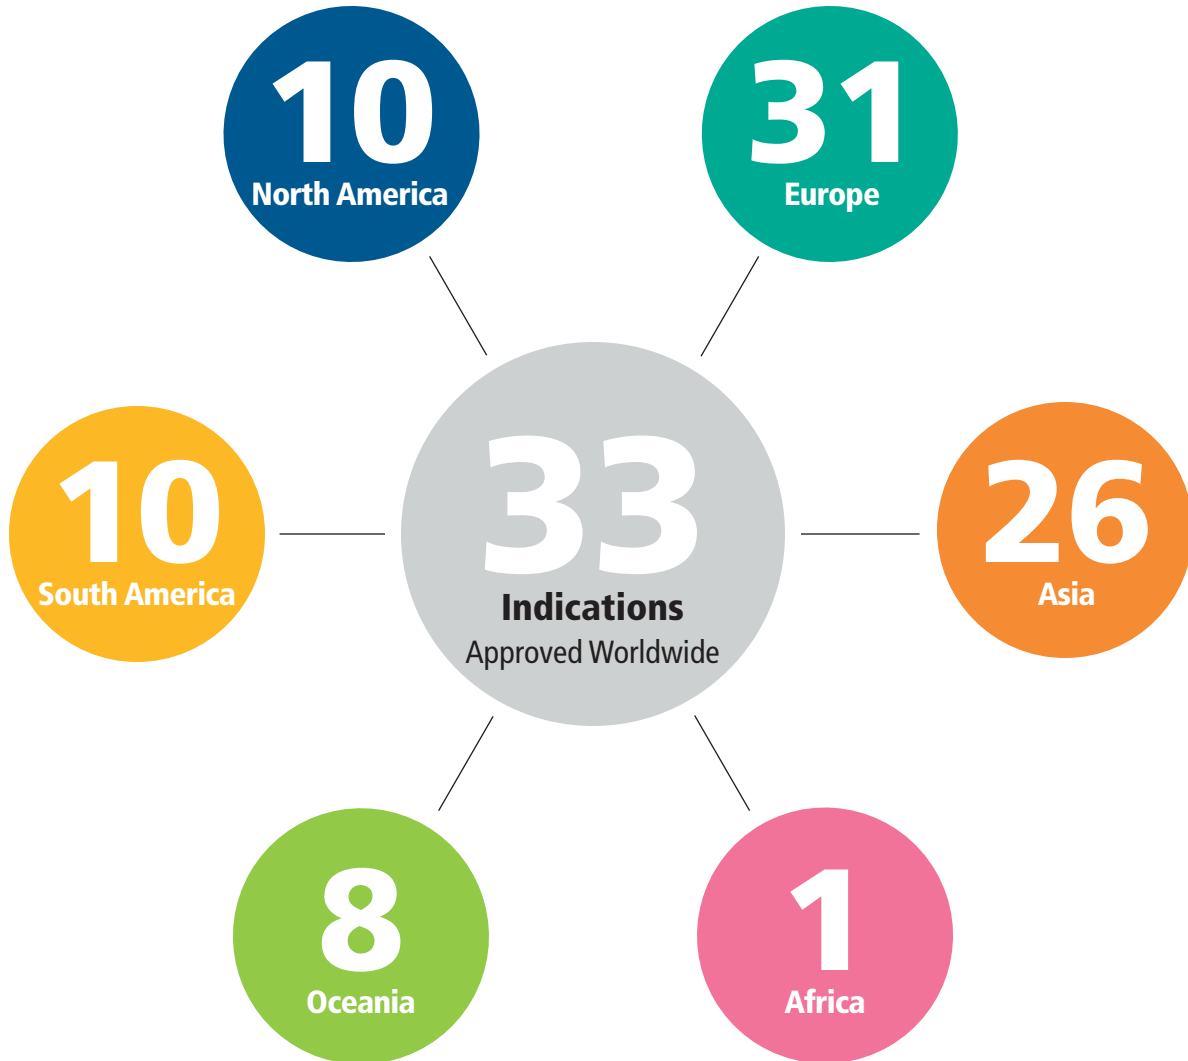 10
North America
31
Europe
10
South America
33
Indications
Approved Worldwide
26
Asia
8
Oceania
1
Africa